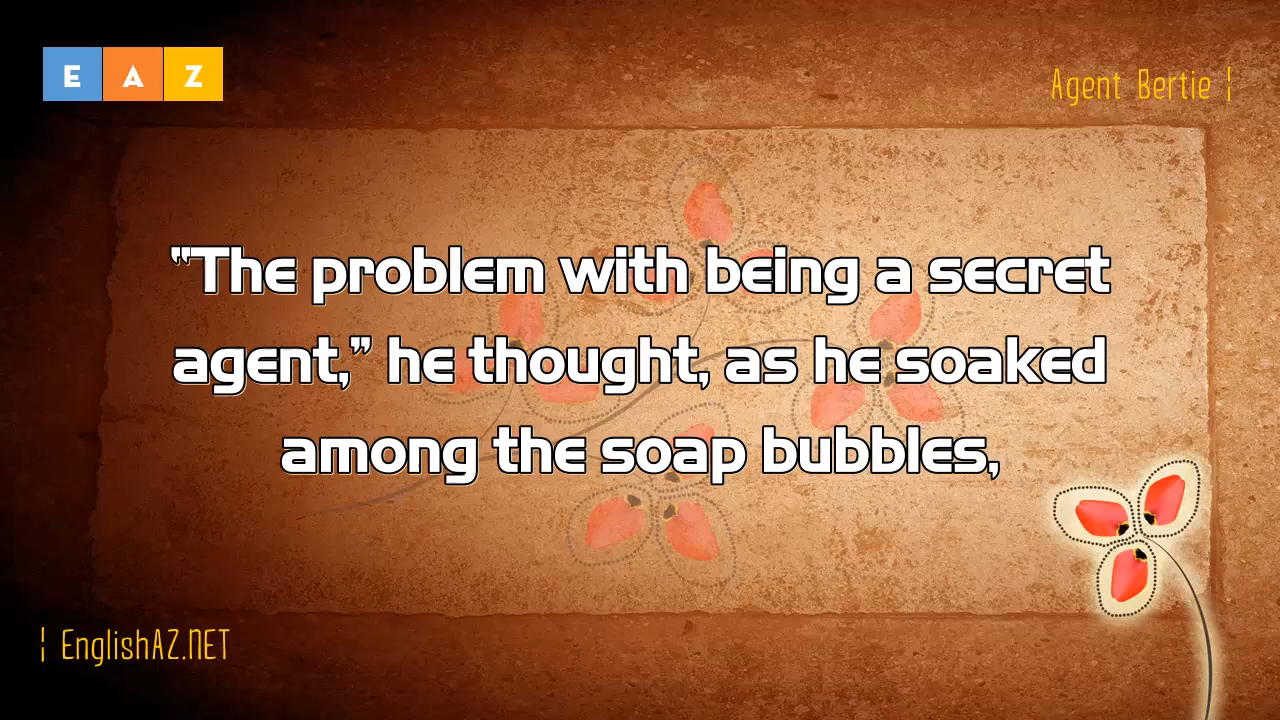 E A Z
Agent Bertie ¦
“The problem with being a secret
agent,” he thought, as he soaked
among the soap bubbles,
¦ EnglishAZ.NET